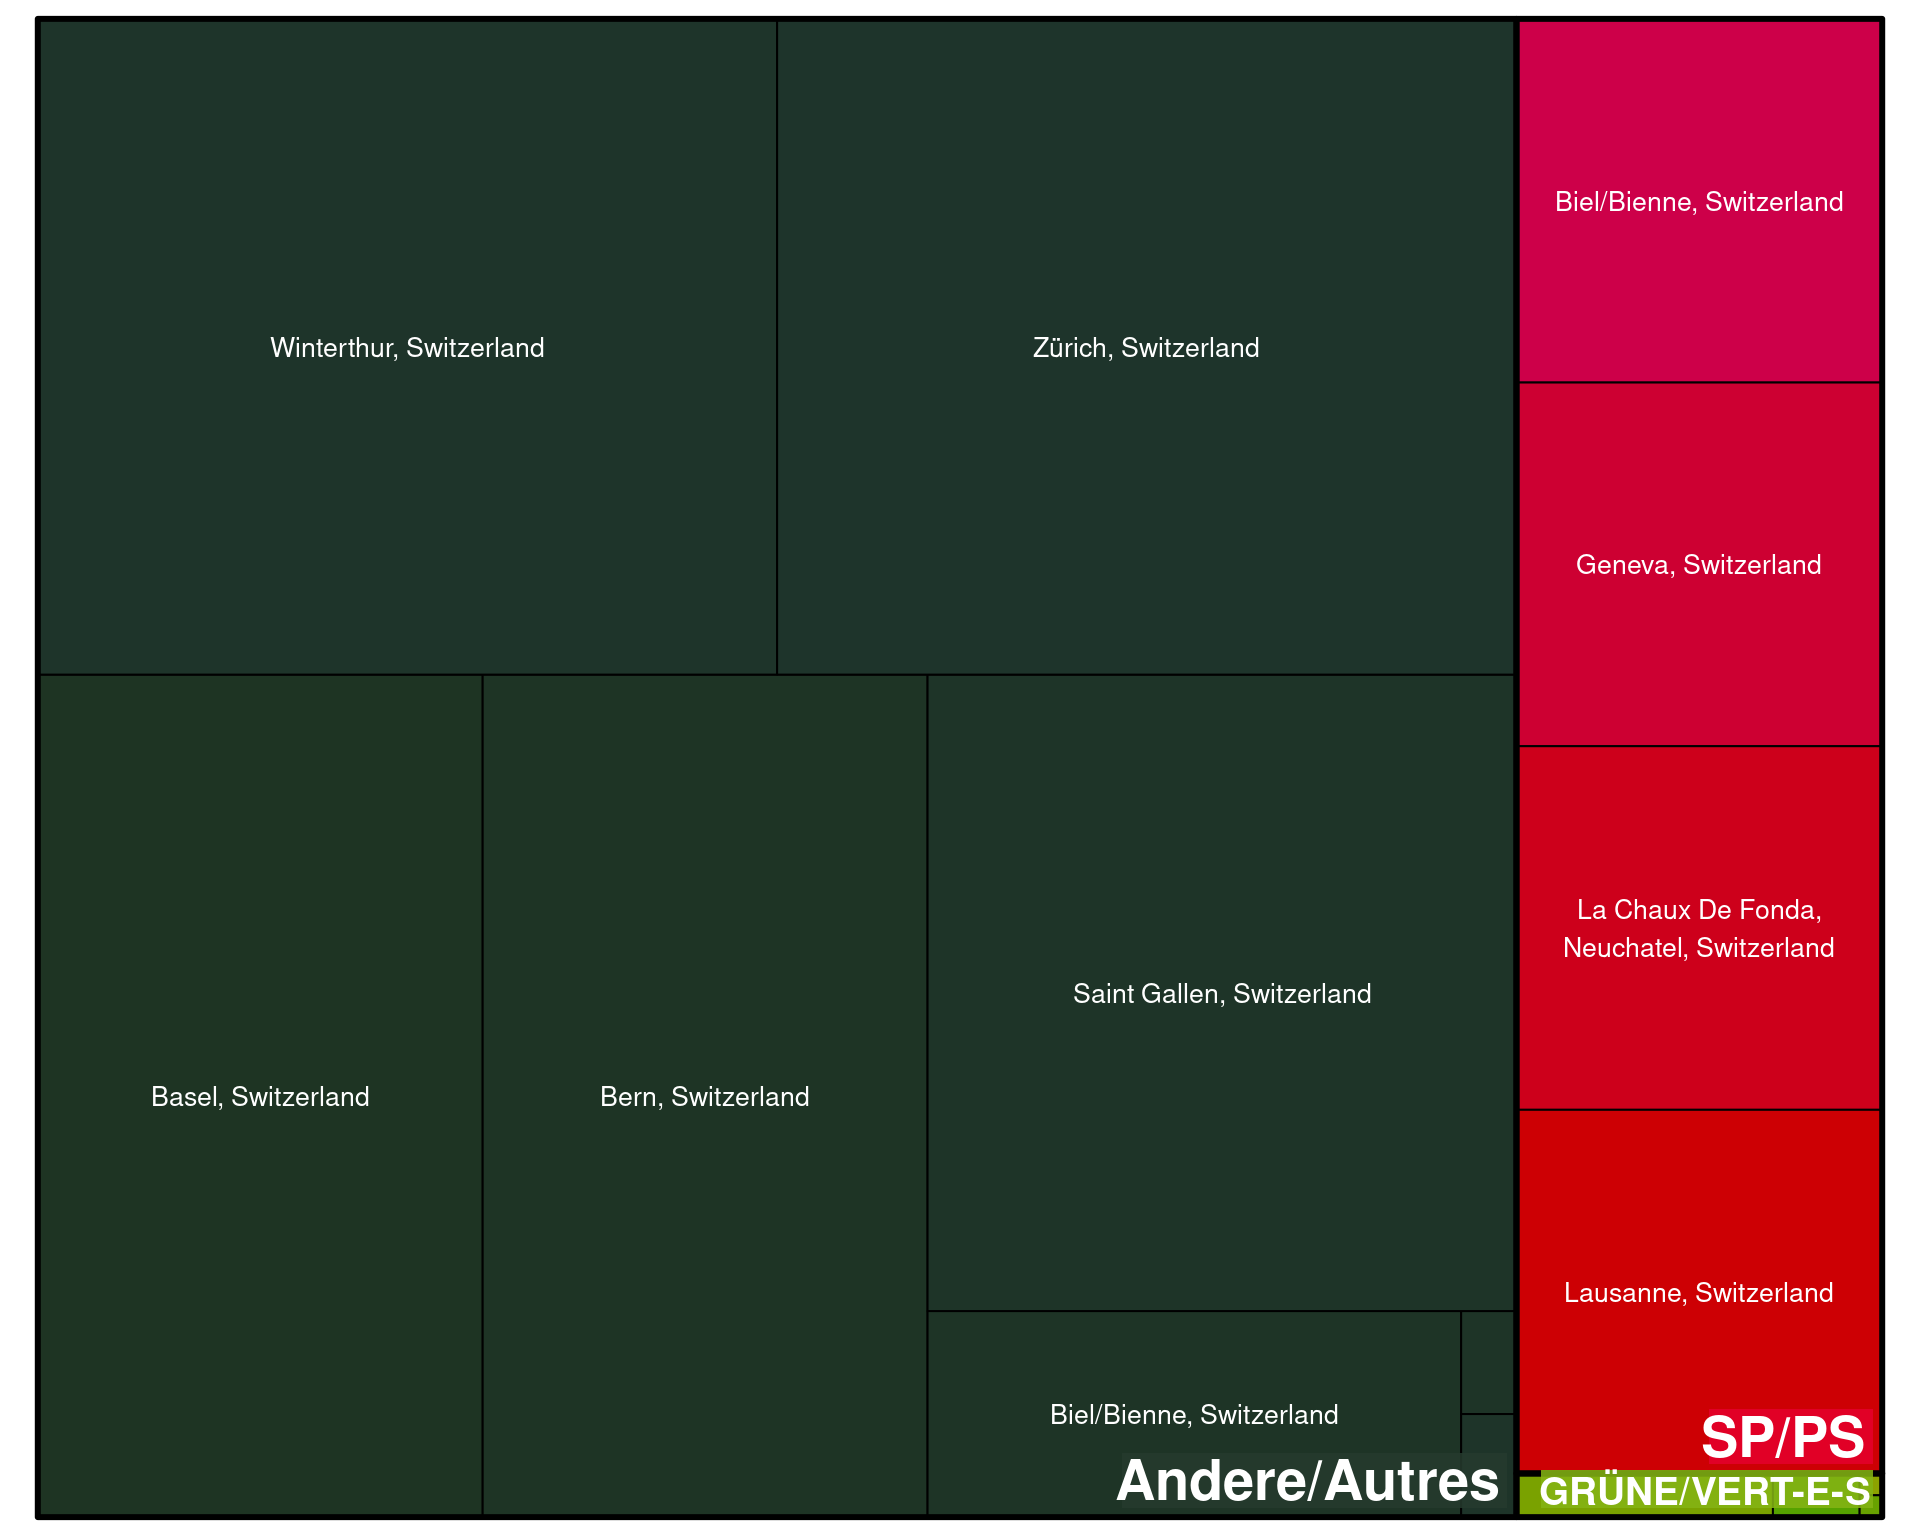 Winterthur, Switzerland
Zürich, Switzerland
Basel, Switzerland
Bern, Switzerland
Saint Gallen, Switzerland
Biel/Bienne, Switzerland
Andere/Autres
Biel/Bienne, Switzerland
Geneva, Switzerland
La Chaux De Fonda,
Neuchatel, Switzerland
Lausanne, Switzerland
SP/PS
GRÜNE/VERT-E-S